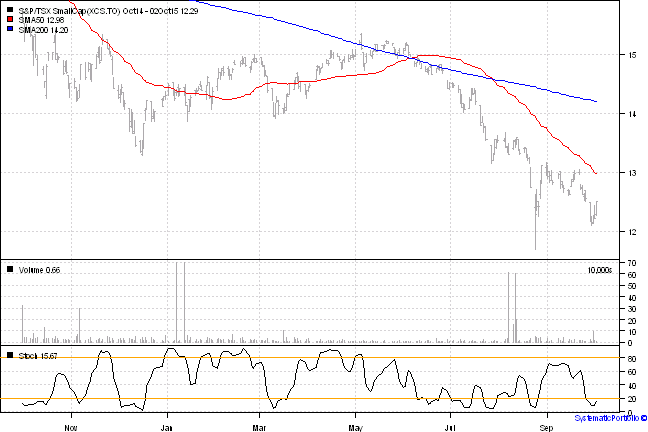 S&P/TSX SmallCap(XCS.TO) Oct14 - 02Oct15 12.29
SMA50 12.98
SMA200 14.20
15
14
13
12
Volume 0.66
10,000s
70
60
50
40
30
20
10
0
Stoch 15.67
80
60
40
20
0
Nov Jan Mar May Jul Sep
SystematicPortfolio ©